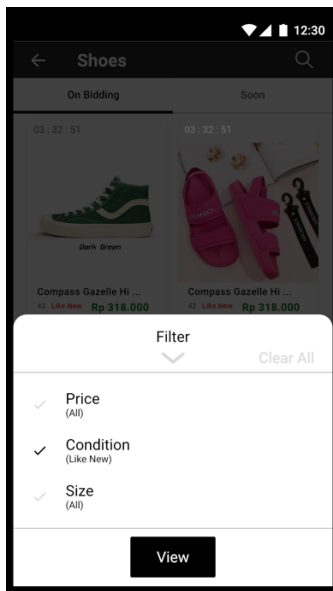 12:30
Shoes
On Bidding
Soon
03 : 32 : 51
03 : 32 : 51
Dark Green
Compass Gazelle Hi ...
#2 Like New Rp 318.000
Compass Gazelle Hi ...
#2 Like New Rp 318.000
Filter
Clear All
Price
(All)
Condition
(Like New)
Size
(All)
View